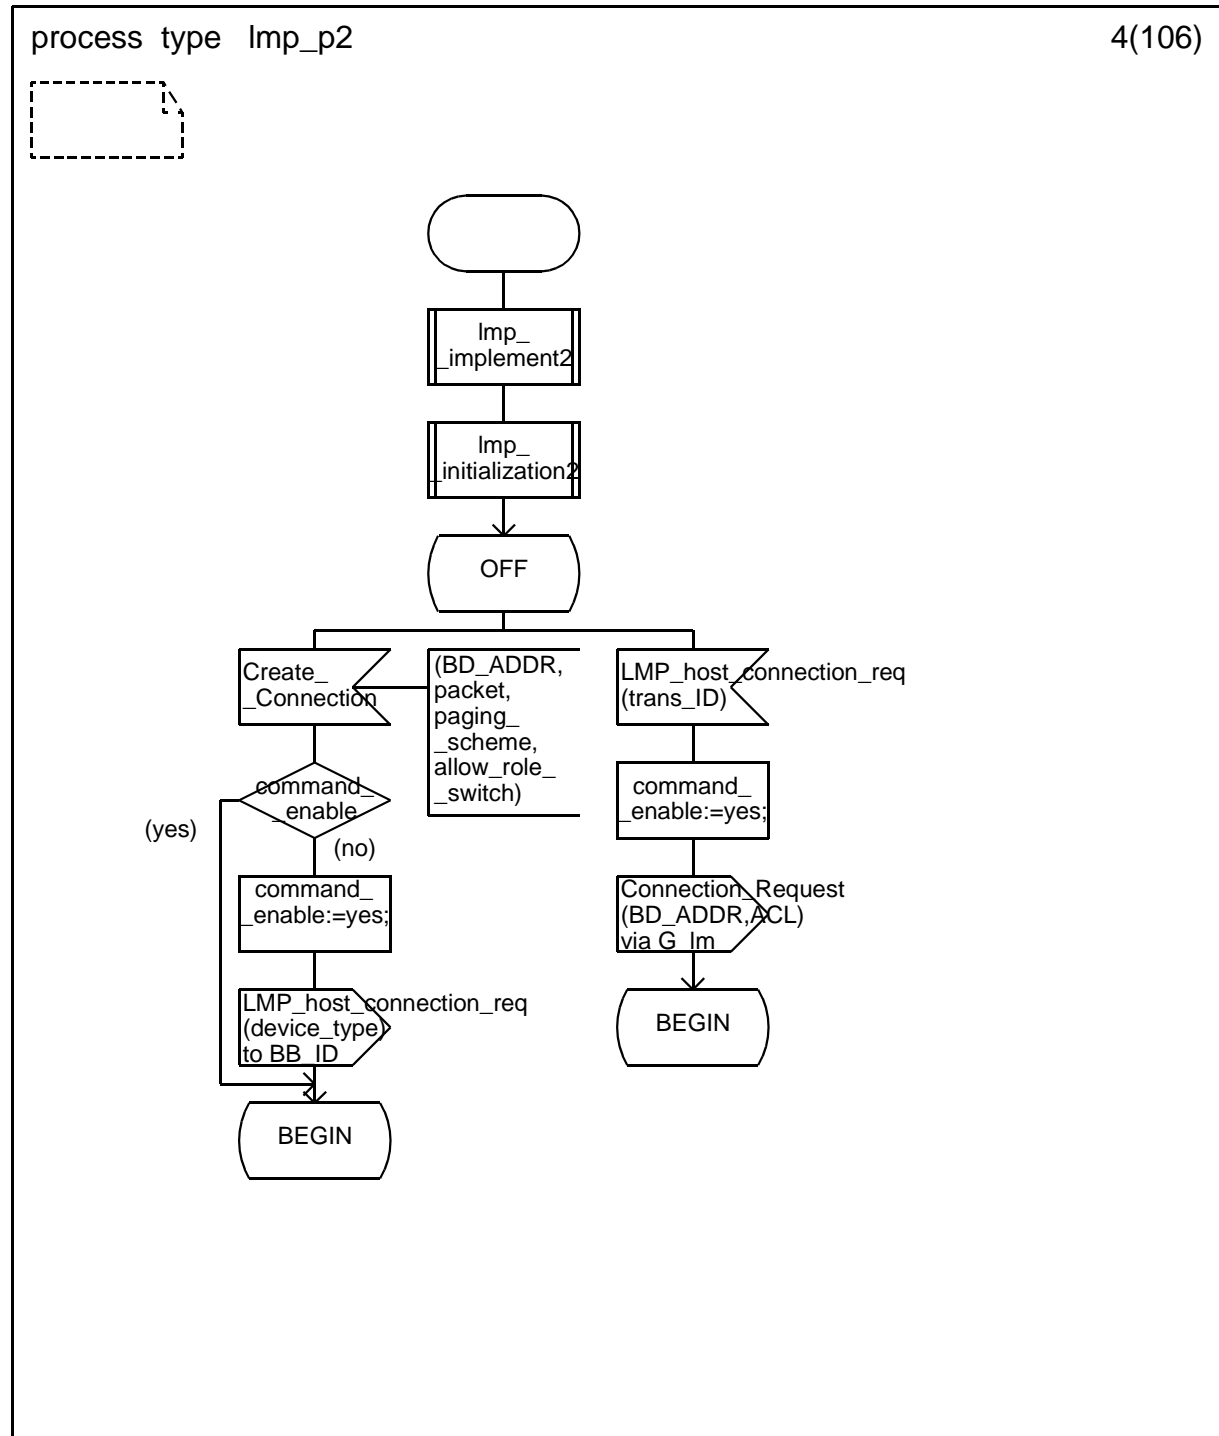 process type lmp_p2
4(106)
lmp_
_implement2
lmp_
_initialization2
OFF
Create_
_Connection
(BD_ADDR,
packet,
paging_
_scheme,
allow_role_
_switch)
LMP_host_connection_req
(trans_ID)
command_
_enable
(yes)
(no)
command_
_enable:=yes;
command_
_enable:=yes;
Connection_Request
(BD_ADDR,ACL)
via G_lm
LMP_host_connection_req
(device_type)
to BB_ID
BEGIN
BEGIN